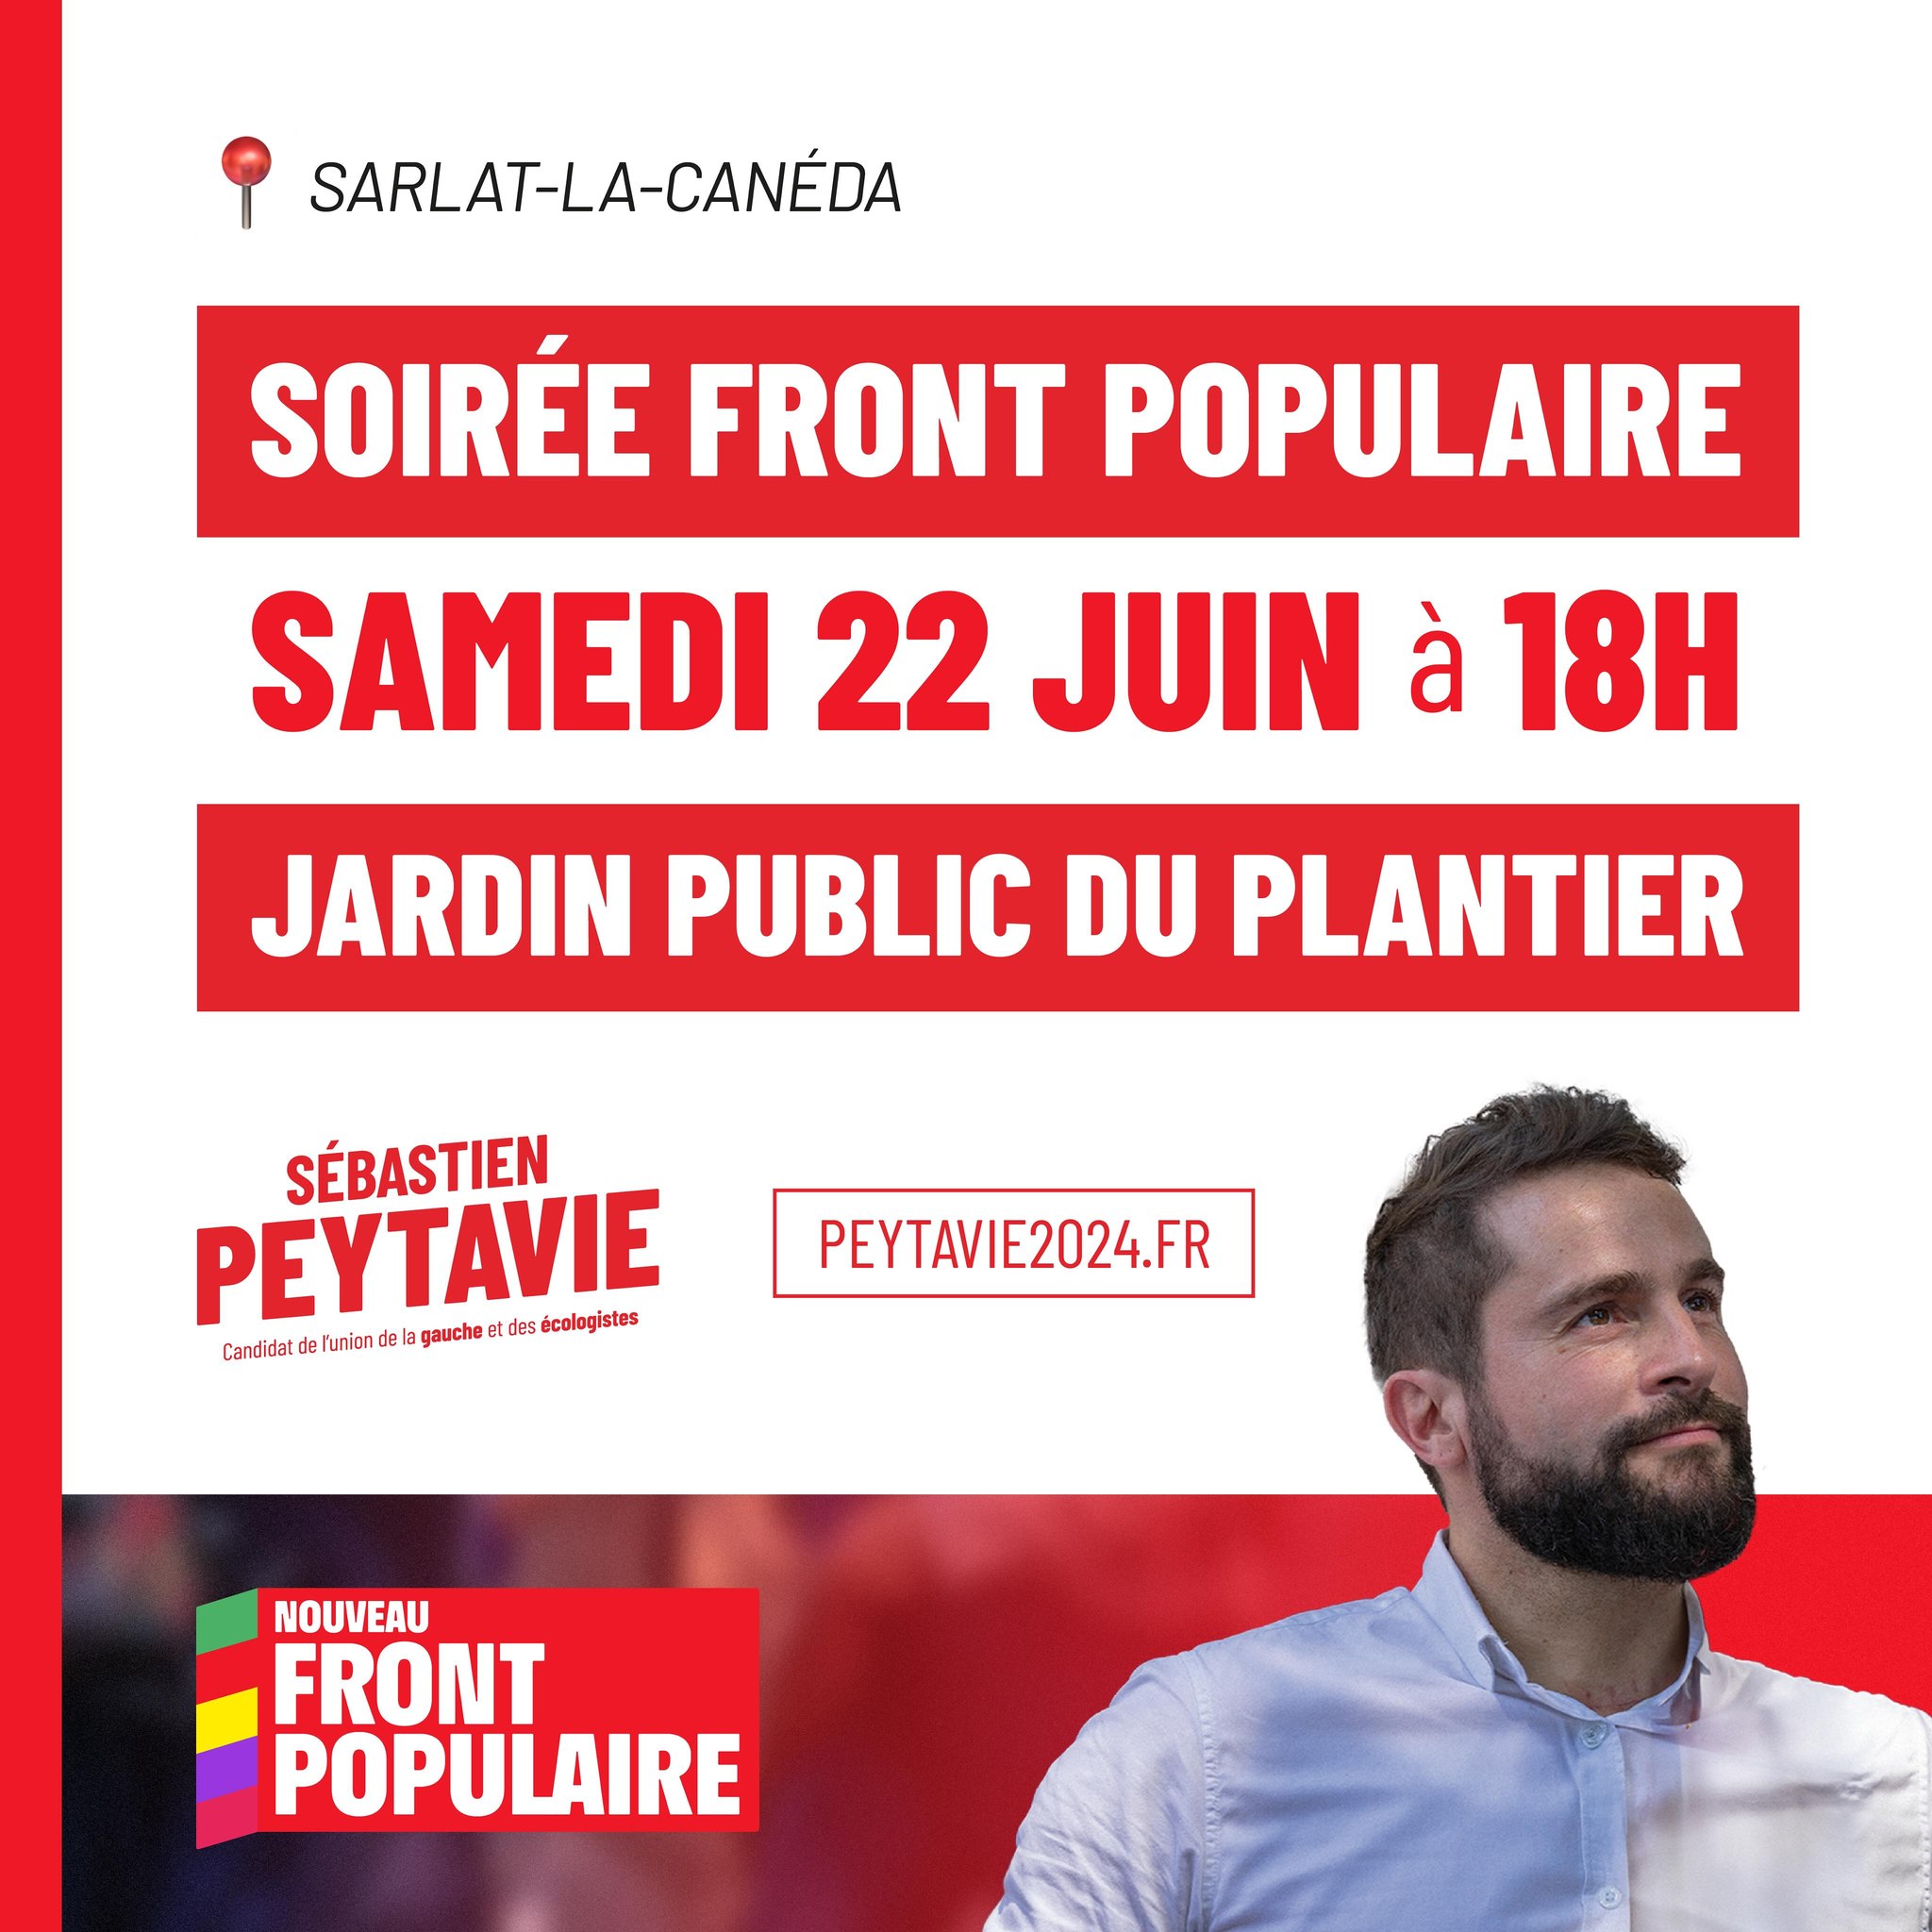 SARLAT-LA-CANÉDA
SOIRÉE FRONT POPULAIRE
SAMEDI 22 JUIN à 18H
JARDIN PUBLIC DU PLANTIER
SÉBASTIEN
PEYTAVIE
Candidat de l'union de la gauche et des écologistes
PEYTAVIE2024.FR
NOUVEAU
FRONT
POPULAIRE